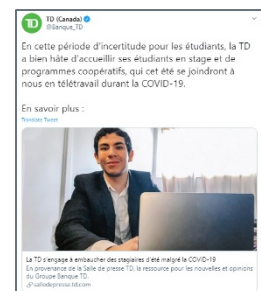 TD
TD (Canada)
@Banque_TD
En cette période d'incertitude pour les étudiants, la TD
a bien hâte d'accueillir ses étudiants en stage et de
programmes coopératifs, qui cet été se joindront à
nous en télétravail durant la COVID-19.
En savoir plus :
Translate Tweet
La TD s'engage à embaucher des stagiaires d'été malgré la COVID-19
En provenance de la Salle de presse TD, la ressource pour les nouvelles et opinions
du Groupe Banque TD.
salledepresse.td.com